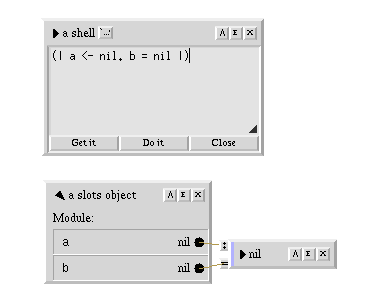 a shell A E X
(| a <- nil. b = nil |)
Get it Do it Close
a slots object A E X
Module:
a nil
b nil
nil A E X